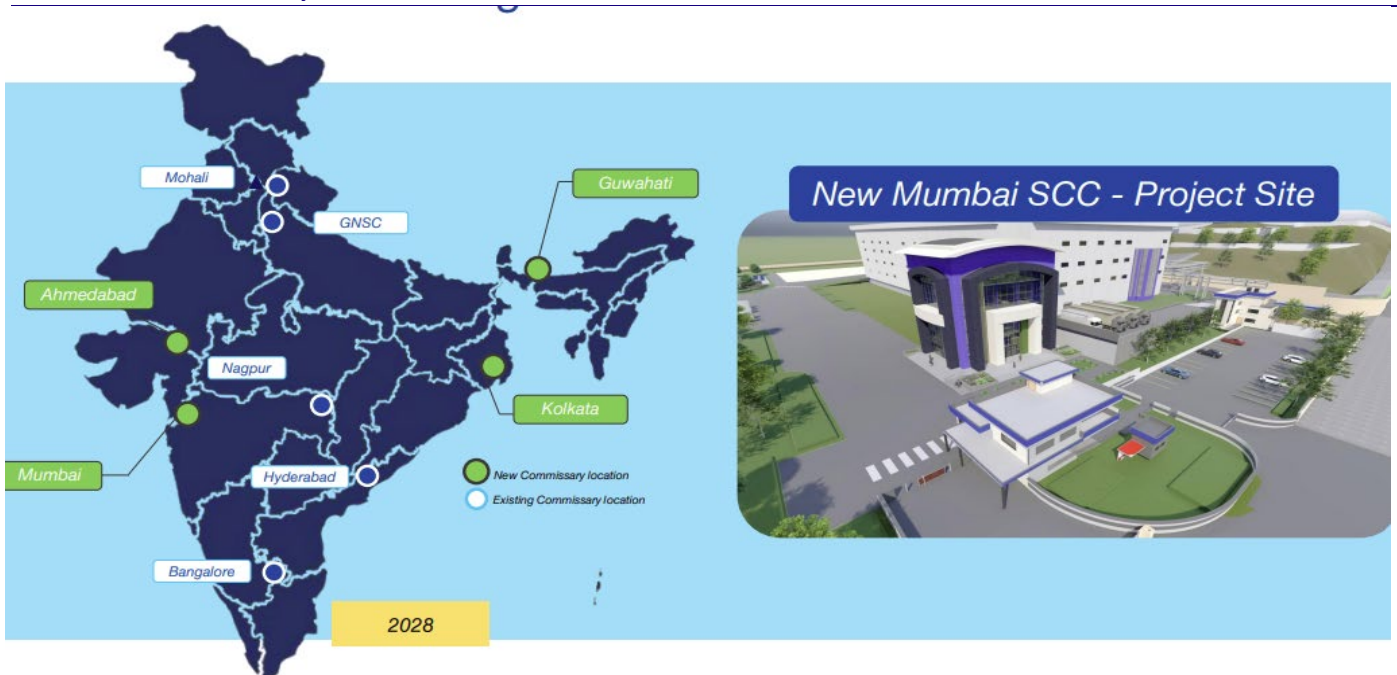 Mohali
Guwahati
GNSC
Ahmedabad
Nagpur
Kolkata
Mumbai
Hyderabad
New Commissary location
Existing Commissary location
Bangalore
2028
New Mumbai SCC - Project Site